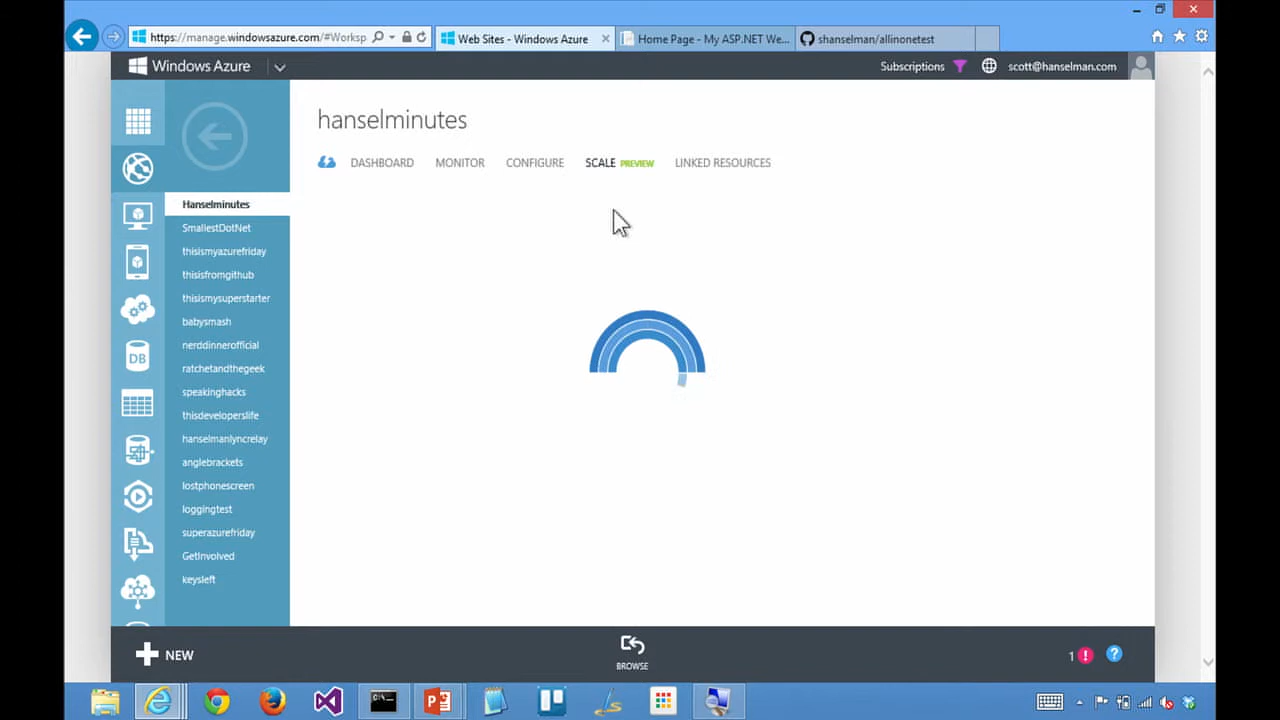 https://manage.windowsazure.com/#Worksp
Web Sites - Windows Azure
Home Page - My ASP.NET We...
shanselman/allinonetest
Windows Azure
Subscriptions
scott@hanselman.com
hanselminutes
DASHBOARD
MONITOR
CONFIGURE
SCALE PREVIEW
LINKED RESOURCES
Hanselminutes
SmallestDotNet
thisismyazurefriday
thisisfromgithub
thisismysuperstarter
babysmash
nerddinnerofficial
ratchetandthegeek
speakinghacks
thisdeveloperslife
hanselmanlyncrelay
anglebrackets
lostphonescreen
loggingtest
superazurefriday
GetInvolved
keysleft
DB
NEW
BROWSE
1 !
?